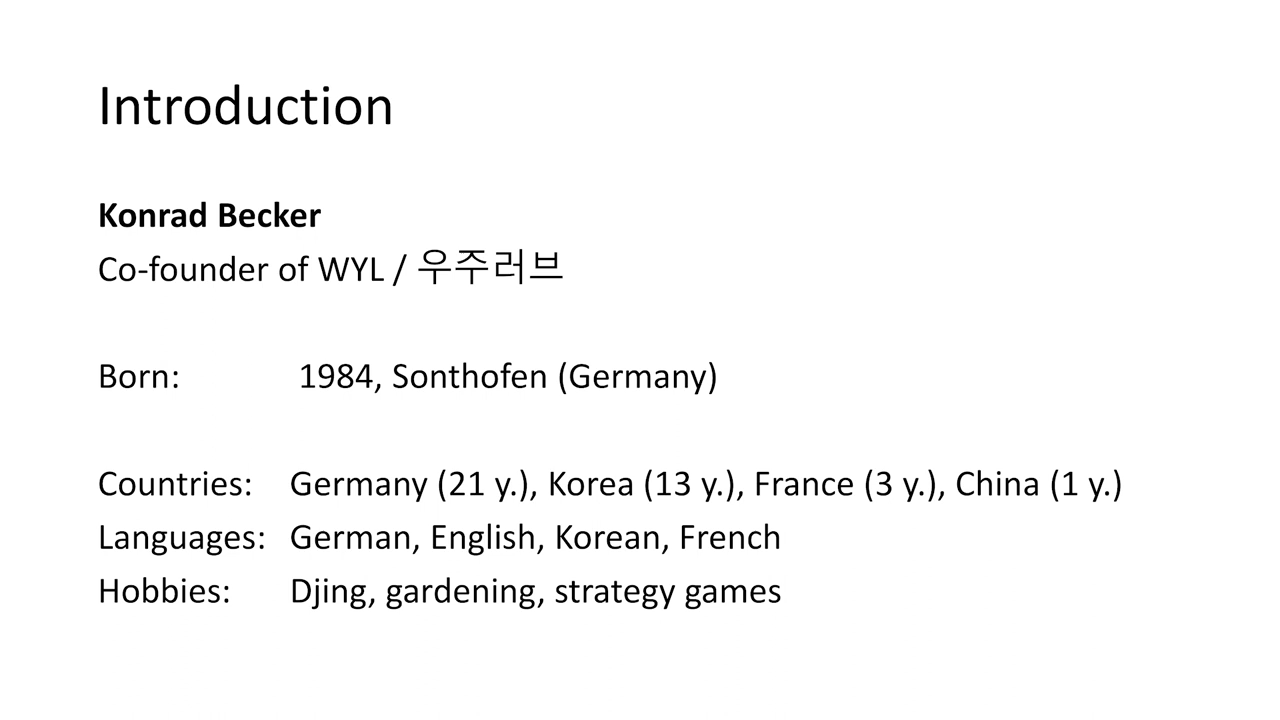 Introduction
Konrad Becker
Co-founder of WYL / 우주러브
Born: 1984, Sonthofen (Germany)
Countries: Germany (21 y.), Korea (13 y.), France (3 y.), China (1 y.)
Languages: German, English, Korean, French
Hobbies: Djing, gardening, strategy games